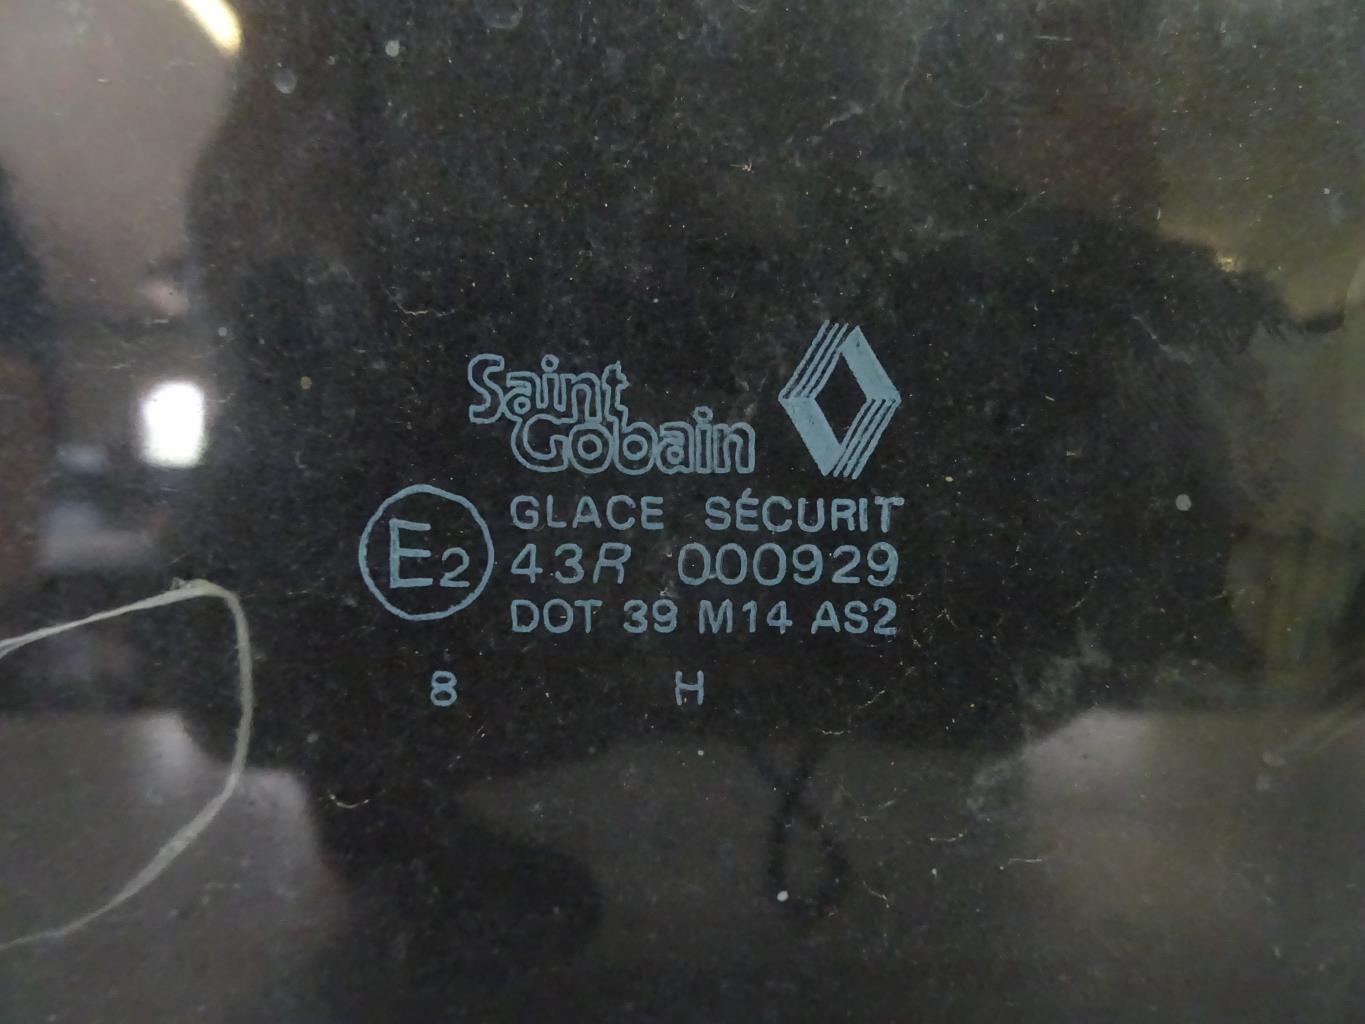 Saint
Gobain
GLACE SÉCURIT
E2
43R 000929
DOT 39 M14 AS2
8 H